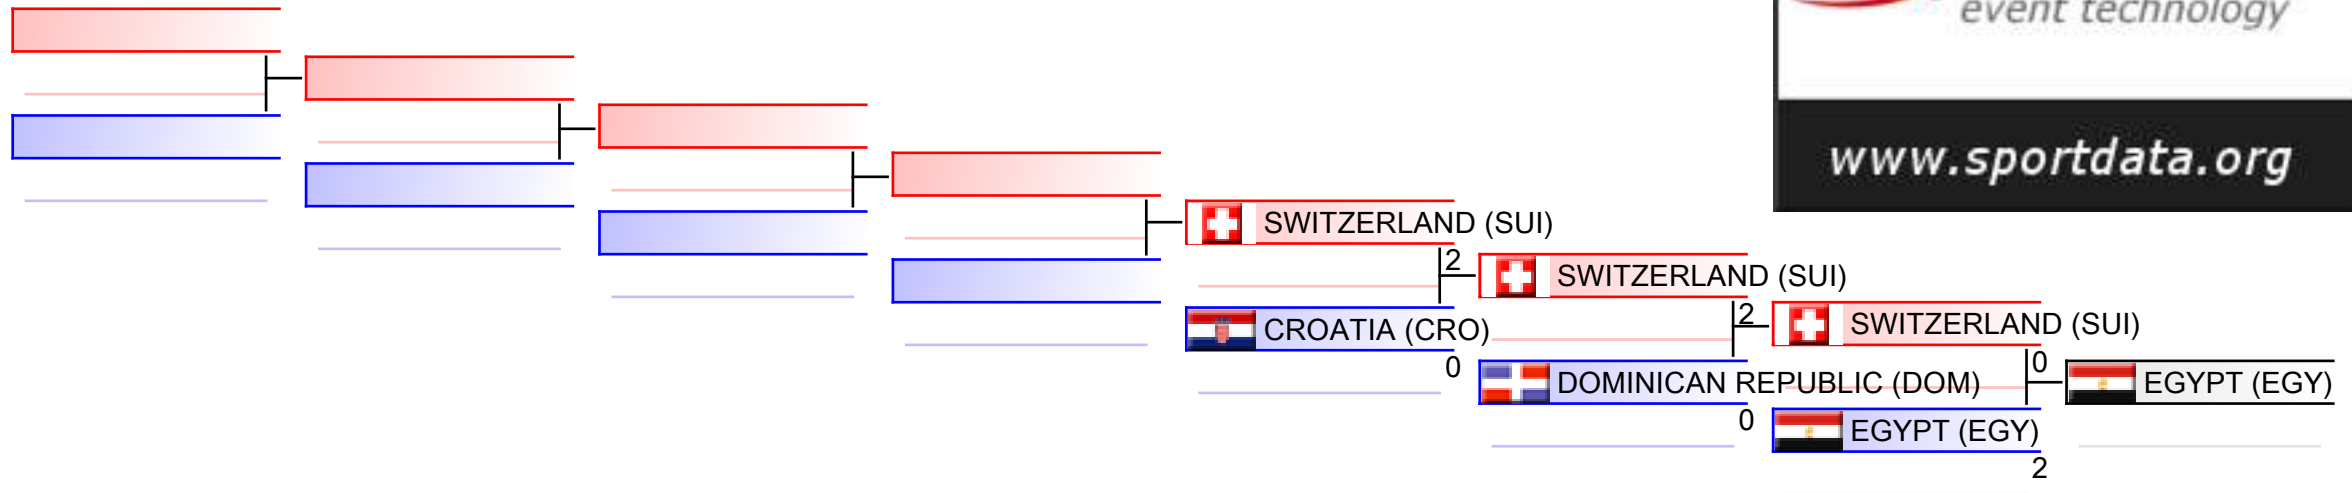 event technology
www.sportdata.org
SWITZERLAND (SUI)
2
CROATIA (CRO)
0
SWITZERLAND (SUI)
2
DOMINICAN REPUBLIC (DOM)
0
SWITZERLAND (SUI)
0
EGYPT (EGY)
2
EGYPT (EGY)